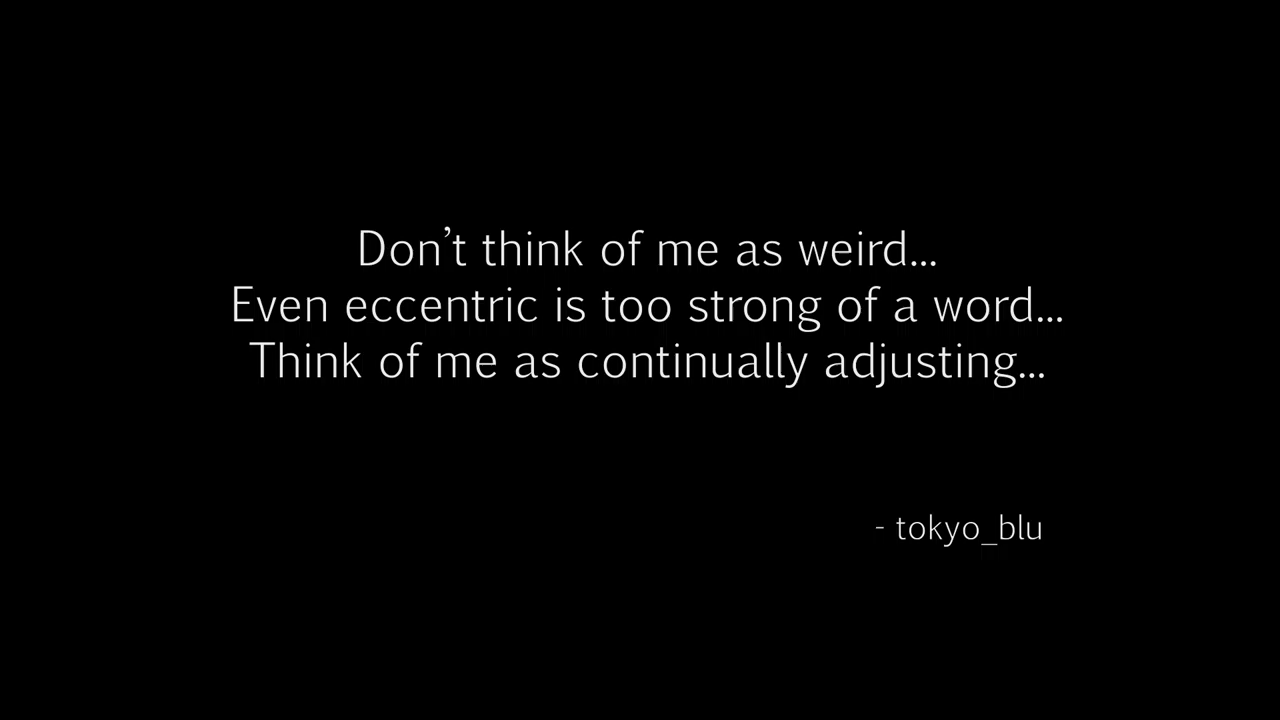 Don’t think of me as weird...
Even eccentric is too strong of a word...
Think of me as continually adjusting...
- tokyo_blu